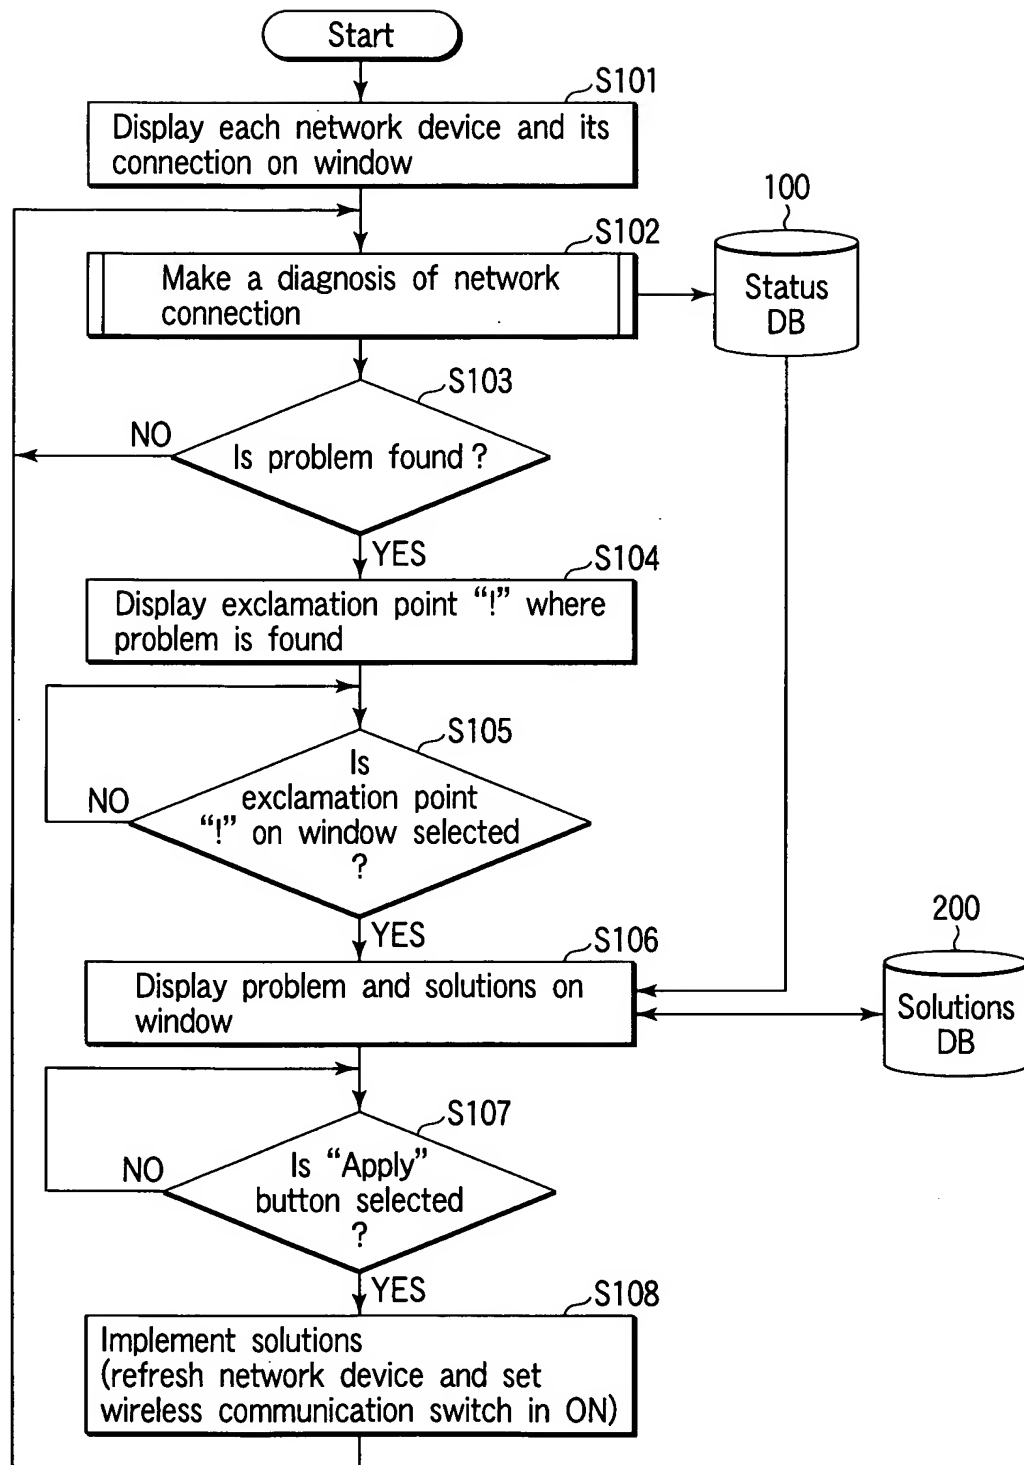 Start
S101
Display each network device and its
connection on window
100
S102
Make a diagnosis of network
connection
Status
DB
S103
NO
Is problem found ?
YES
S104
Display exclamation point “!” where
problem is found
S105
Is
exclamation point
“!” on window selected
?
NO
YES
200
S106
Display problem and solutions on
window
Solutions
DB
S107
NO
Is “Apply”
button selected
?
YES
S108
Implement solutions
(refresh network device and set
wireless communication switch in ON)